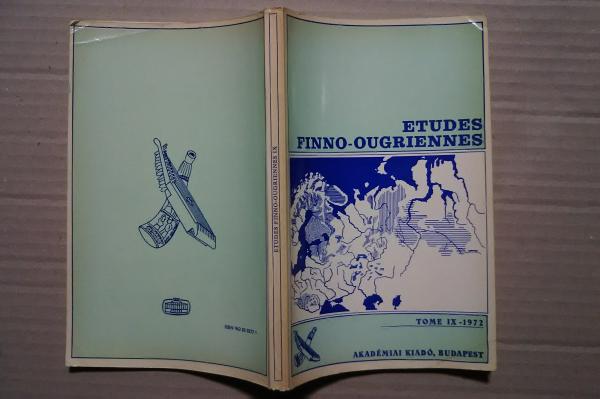 ETUDES
FINNO-OUGRIENNES
TOME IX - 1972
AKADÉMIAI KIADÓ, BUDAPEST
ETUDES FINNO-OUGRIENNES IX